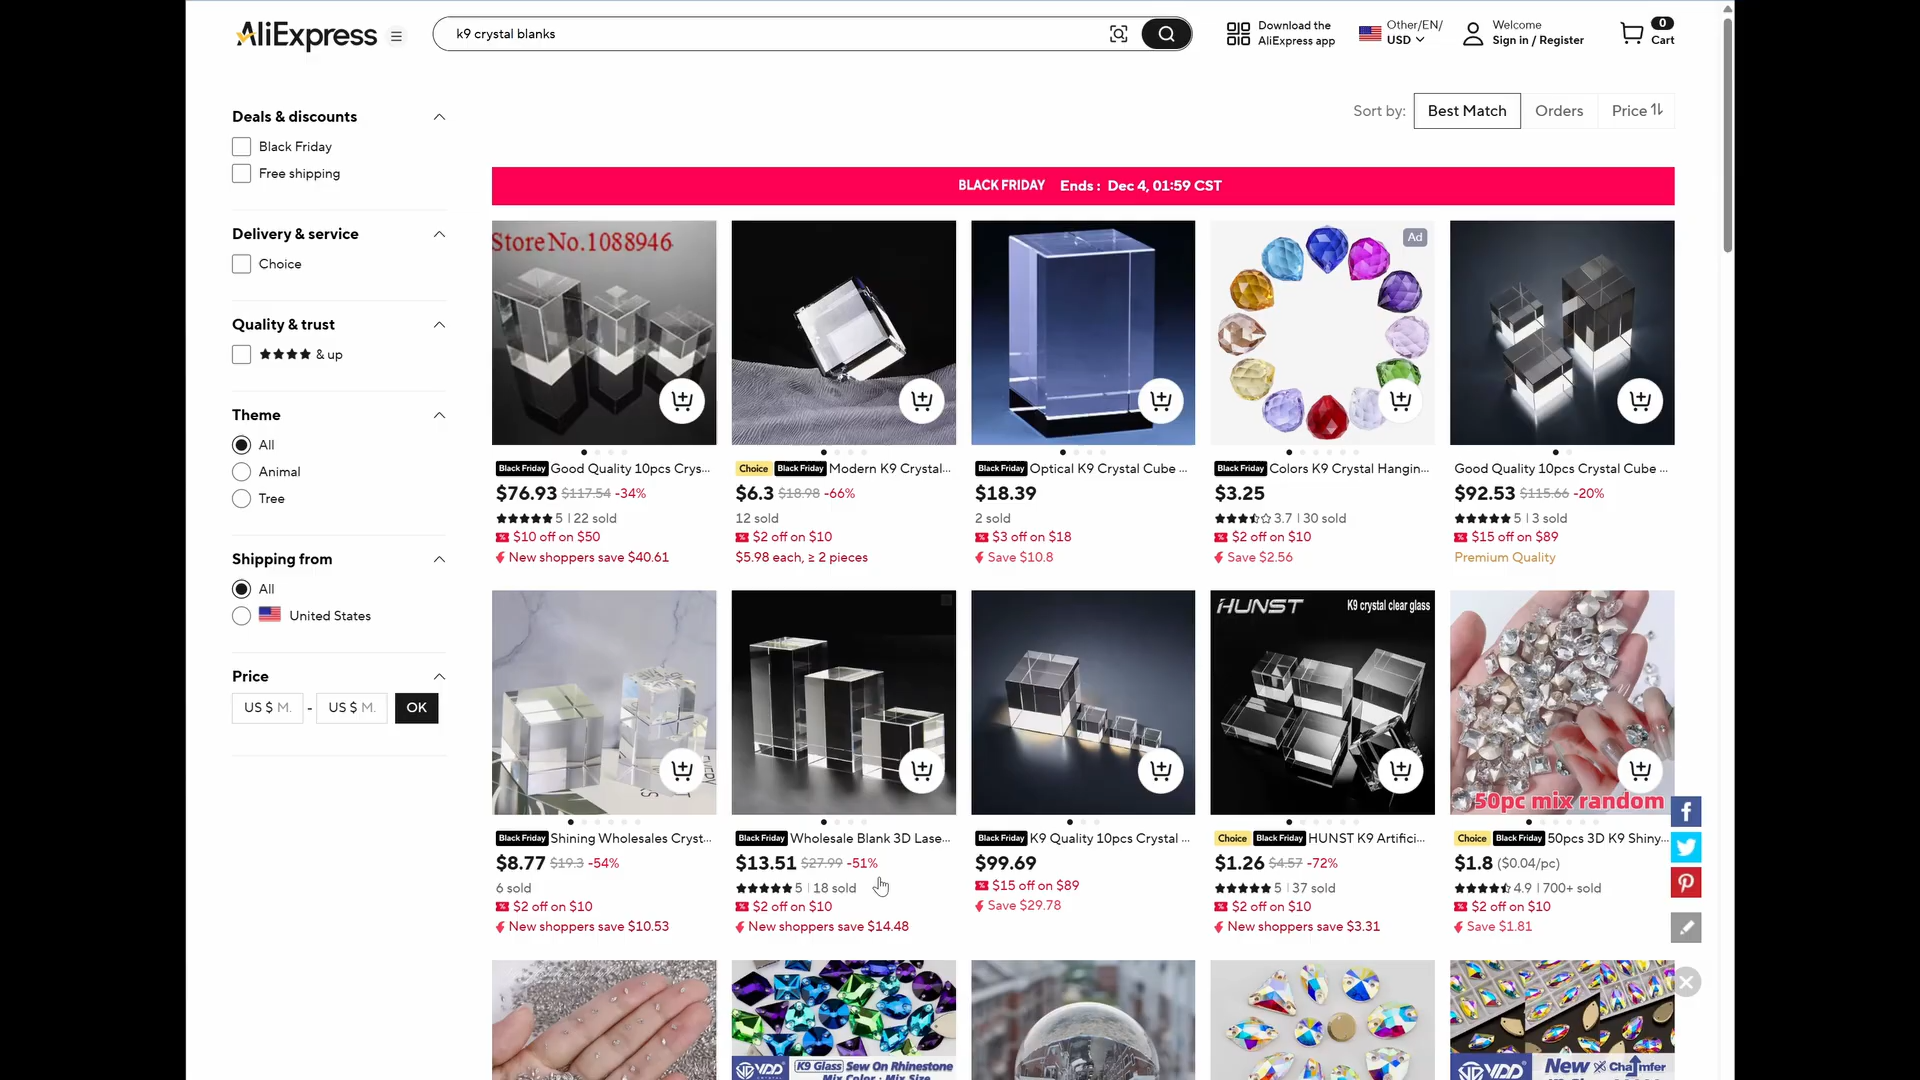 AliExpress
k9 crystal blanks
Download the
AliExpress app
Other/EN/
USD
Welcome
Sign in / Register
0
Cart
Deals & discounts
Black Friday
Free shipping
Delivery & service
Choice
Quality & trust
& up
Theme
All
Animal
Tree
Shipping from
All
United States
Price
US $ M. - US $ M. OK
Sort by: Best Match Orders Price
BLACK FRIDAY Ends : Dec 4, 01:59 CST
StoreNo.1088946
Black Friday Good Quality 10pcs Crys...
$76.93 $117.54 -34%
5 | 22 sold
$10 off on $50
New shoppers save $40.61
Choice Black Friday Modern K9 Crystal...
$6.3 $18.98 -66%
12 sold
$2 off on $10
$5.98 each, ≥ 2 pieces
Black Friday Optical K9 Crystal Cube ...
$18.39
2 sold
$3 off on $18
Save $10.8
Ad
Black Friday Colors K9 Crystal Hangin...
$3.25
3.7 | 30 sold
$2 off on $10
Save $2.56
Good Quality 10pcs Crystal Cube ...
$92.53 $115.66 -20%
5 | 3 sold
$15 off on $89
Premium Quality
Black Friday Shining Wholesales Cryst...
$8.77 $19.3 -54%
6 sold
$2 off on $10
New shoppers save $10.53
Black Friday Wholesale Blank 3D Lase...
$13.51 $27.99 -51%
5 | 18 sold
$2 off on $10
New shoppers save $14.48
Black Friday K9 Quality 10pcs Crystal ...
$99.69
$15 off on $89
Save $29.78
HUNST K9 crystal clear glass
Choice Black Friday HUNST K9 Artifici...
$1.26 $4.57 -72%
5 | 37 sold
$2 off on $10
New shoppers save $3.31
50pc mix random
Choice Black Friday 50pcs 3D K9 Shiny...
$1.8 ($0.04/pc)
4.9 | 700+ sold
$2 off on $10
Save $1.81
VDD K9 Glass Sew On Rhinestone
Mix Color : Mix Size
VDD New Chamfer